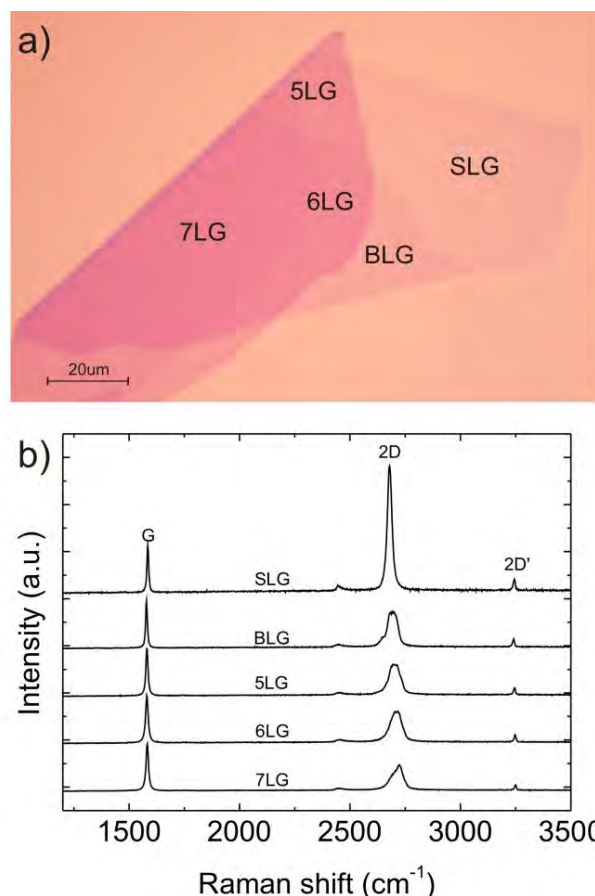 a)
5LG
SLG
6LG
7LG
BLG
20um
b)
2D
G
2D'
SLG
BLG
5LG
6LG
7LG
Intensity (a.u.)
1500 2000 2500 3000 3500
Raman shift (cm⁻¹)